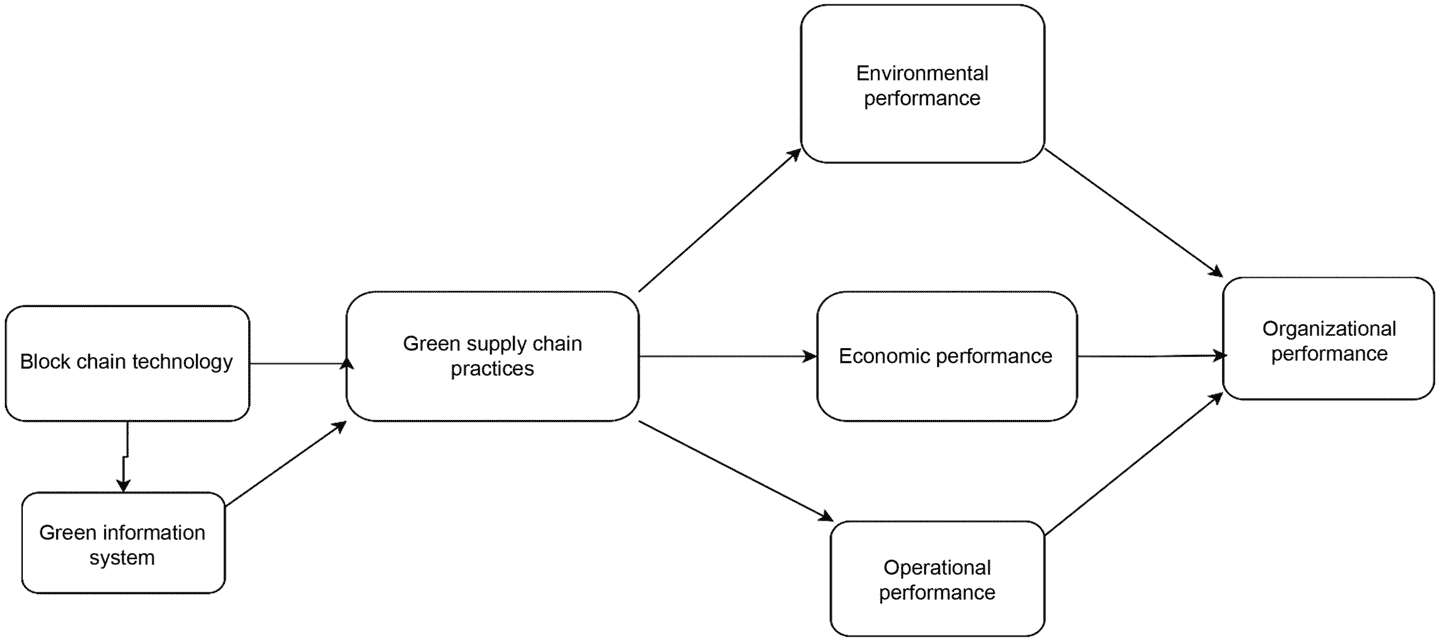 Environmental
performance
Block chain technology
Green supply chain
practices
Economic performance
Organizational
performance
Green information
system
Operational
performance